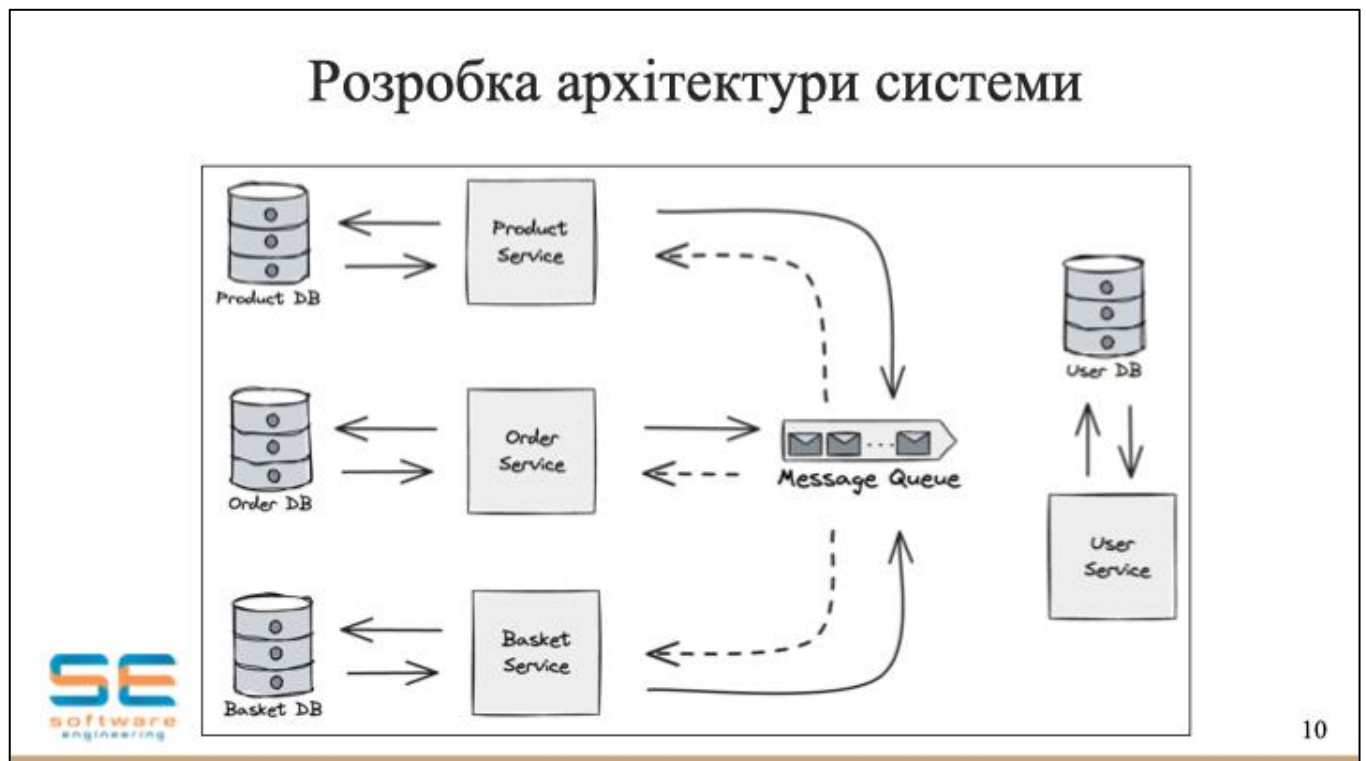 Розробка архітектури системи
Product
Service
Product DB
User DB
Order
Service
Message Queue
Order DB
User
Service
Basket
Service
Basket DB
SE
software
engineering
10